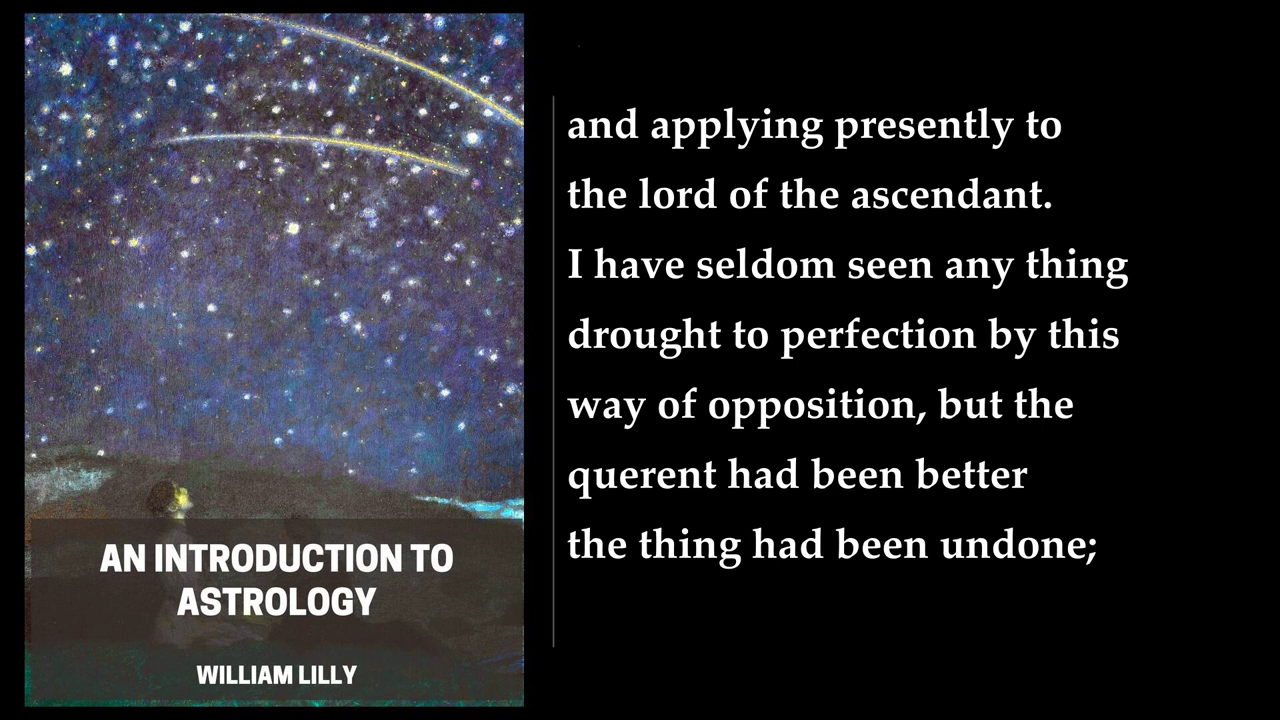 AN INTRODUCTION TO
ASTROLOGY
WILLIAM LILLY
and applying presently to
the lord of the ascendant.
I have seldom seen any thing
drought to perfection by this
way of opposition, but the
querent had been better
the thing had been undone;